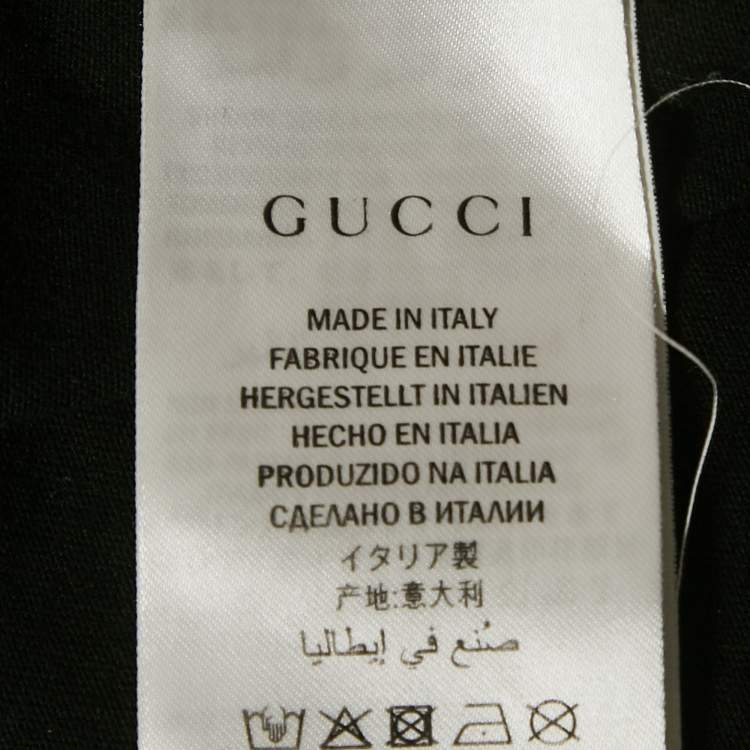 GUCCI
MADE IN ITALY
FABRIQUE EN ITALIE
HERGESTELLT IN ITALIEN
HECHO EN ITALIA
PRODUZIDO NA ITALIA
СДЕЛАНО В ИТАЛИИ
イタリア製
产地:意大利
صُنع في إيطاليا